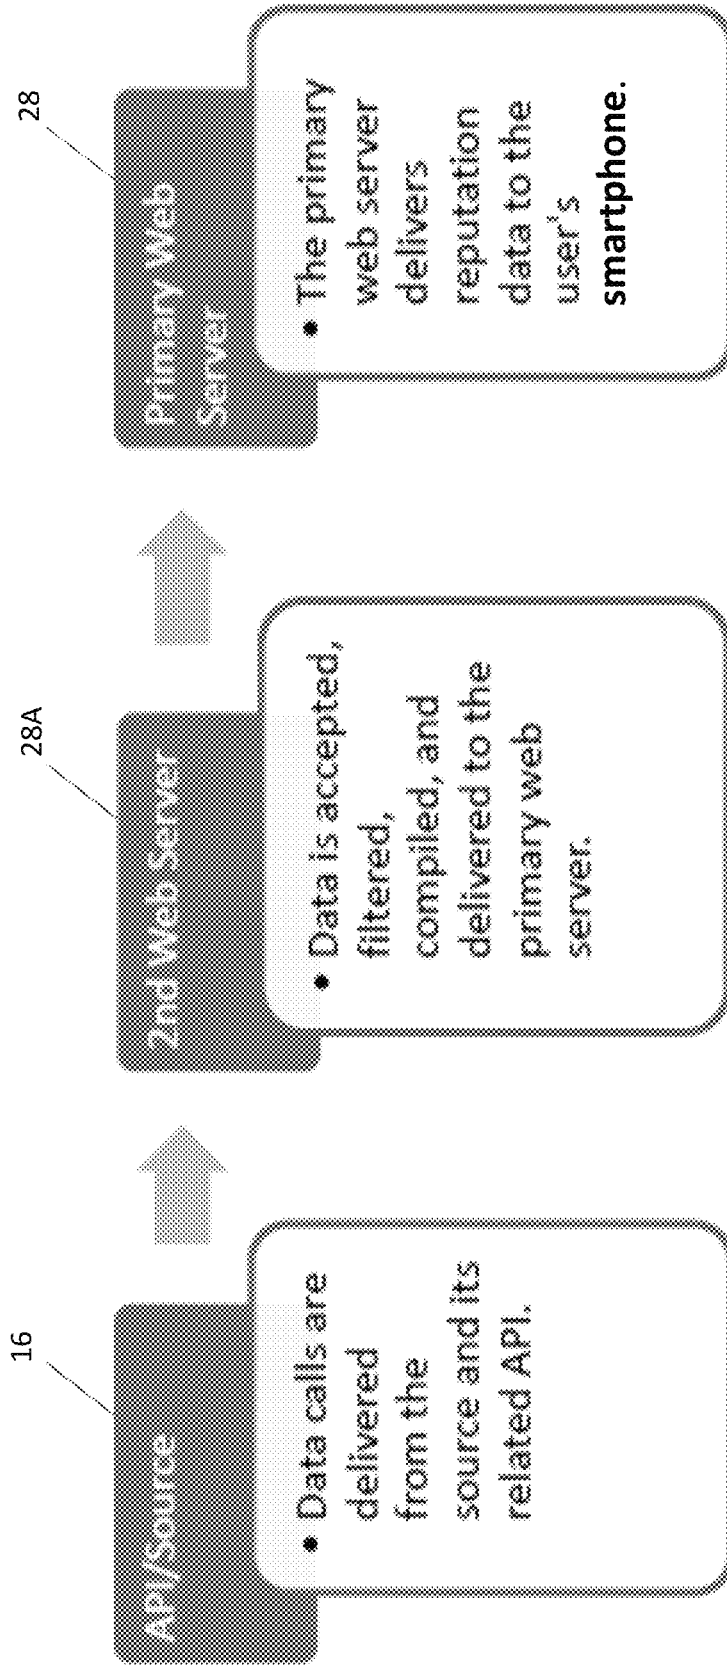 16
API/Source
• Data calls are
delivered
from the
source and its
related API.
28A
2nd Web Server
• Data is accepted,
filtered,
compiled, and
delivered to the
primary web
server.
28
Primary Web
Server
• The primary
web server
delivers
reputation
data to the
user's
smartphone.